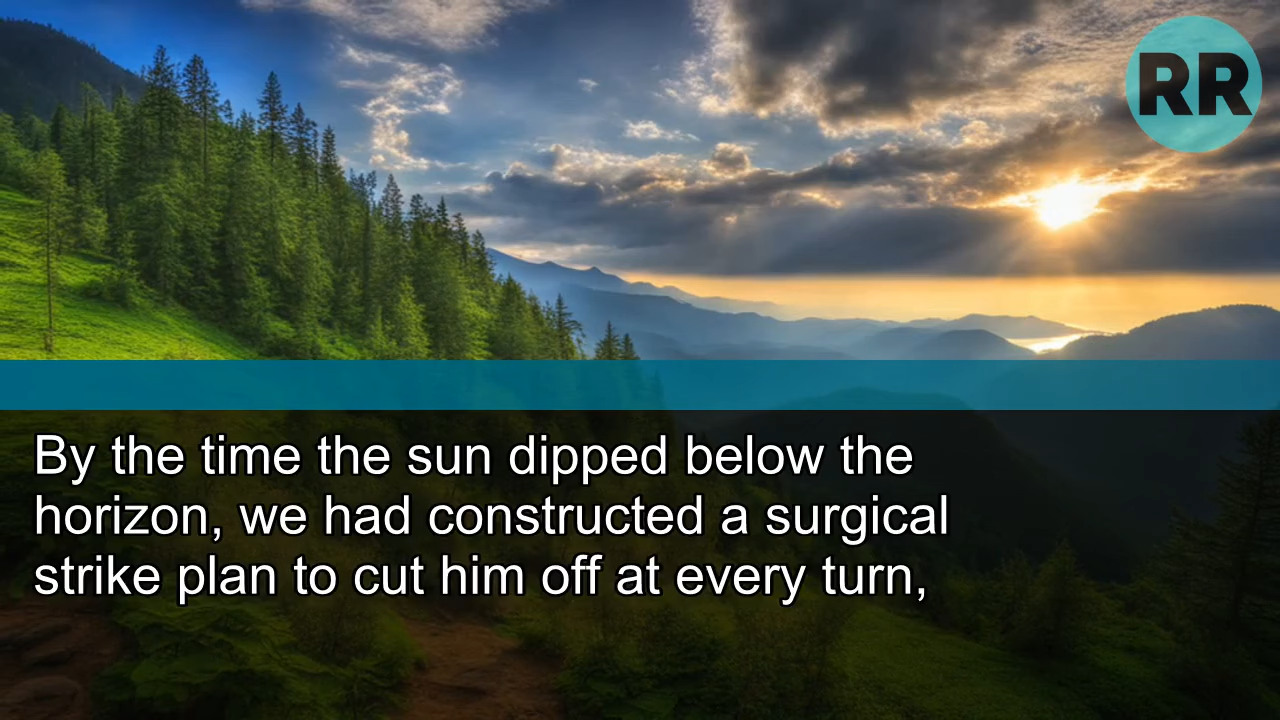 RR
By the time the sun dipped below the
horizon, we had constructed a surgical
strike plan to cut him off at every turn,